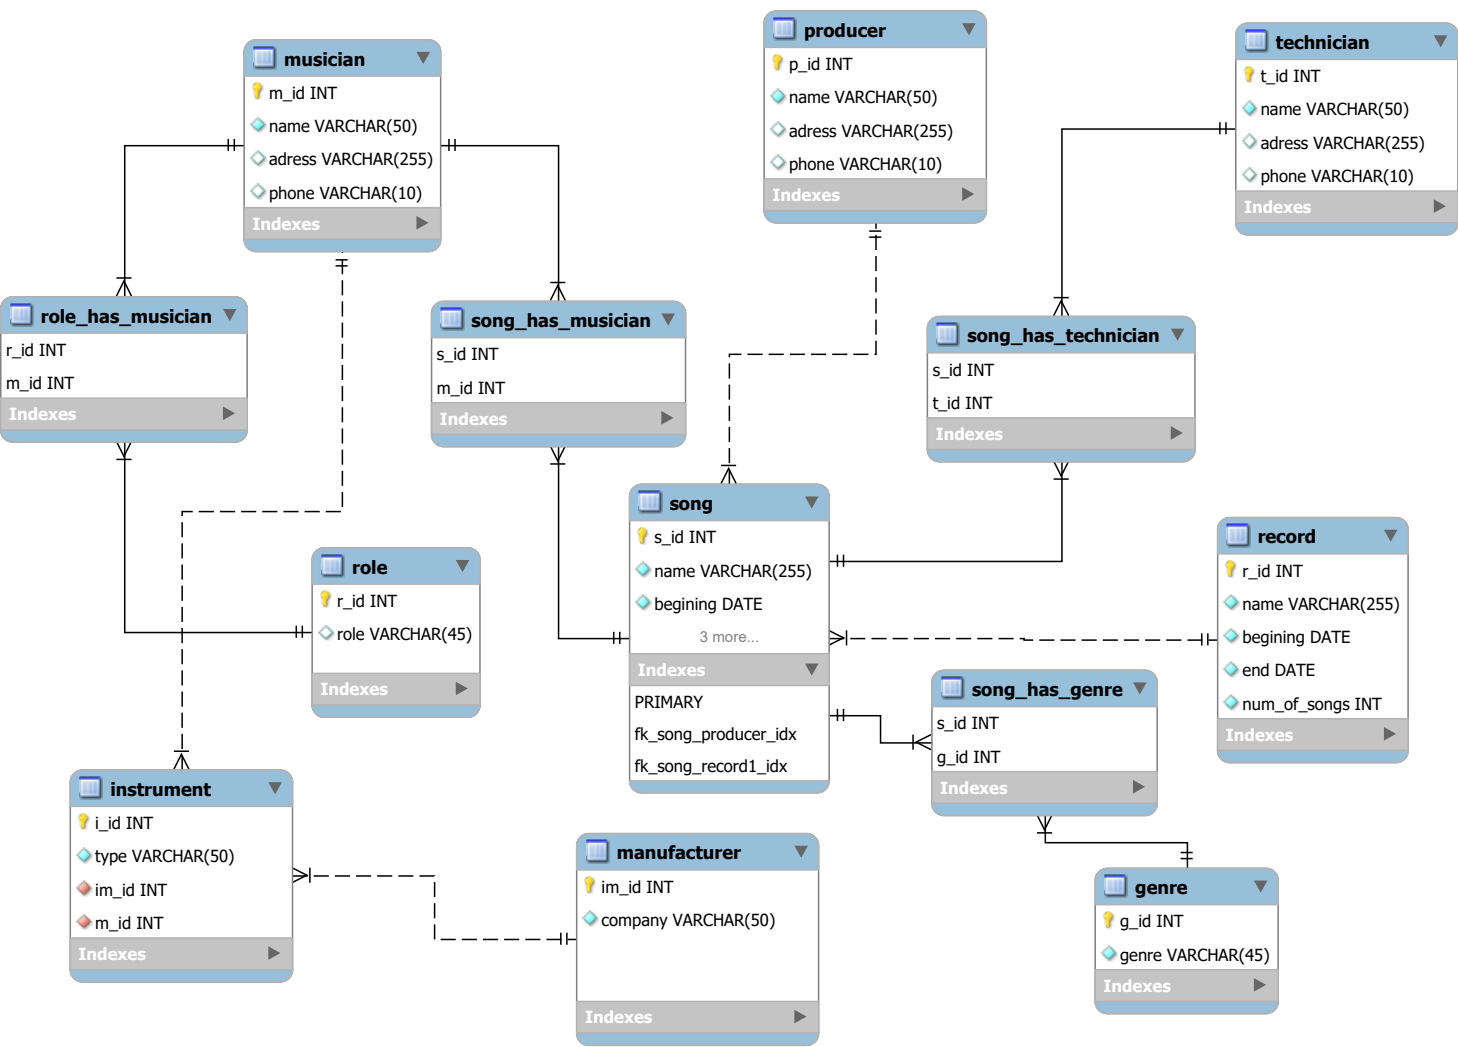 musician
m_id INT
name VARCHAR(50)
adress VARCHAR(255)
phone VARCHAR(10)
Indexes
producer
p_id INT
name VARCHAR(50)
adress VARCHAR(255)
phone VARCHAR(10)
Indexes
technician
t_id INT
name VARCHAR(50)
adress VARCHAR(255)
phone VARCHAR(10)
Indexes
role_has_musician
r_id INT
m_id INT
Indexes
song_has_musician
s_id INT
m_id INT
Indexes
song_has_technician
s_id INT
t_id INT
Indexes
song
s_id INT
name VARCHAR(255)
begining DATE
3 more...
Indexes
PRIMARY
fk_song_producer_idx
fk_song_record1_idx
role
r_id INT
role VARCHAR(45)
Indexes
record
r_id INT
name VARCHAR(255)
begining DATE
end DATE
num_of_songs INT
Indexes
song_has_genre
s_id INT
g_id INT
Indexes
instrument
i_id INT
type VARCHAR(50)
im_id INT
m_id INT
Indexes
manufacturer
im_id INT
company VARCHAR(50)
Indexes
genre
g_id INT
genre VARCHAR(45)
Indexes